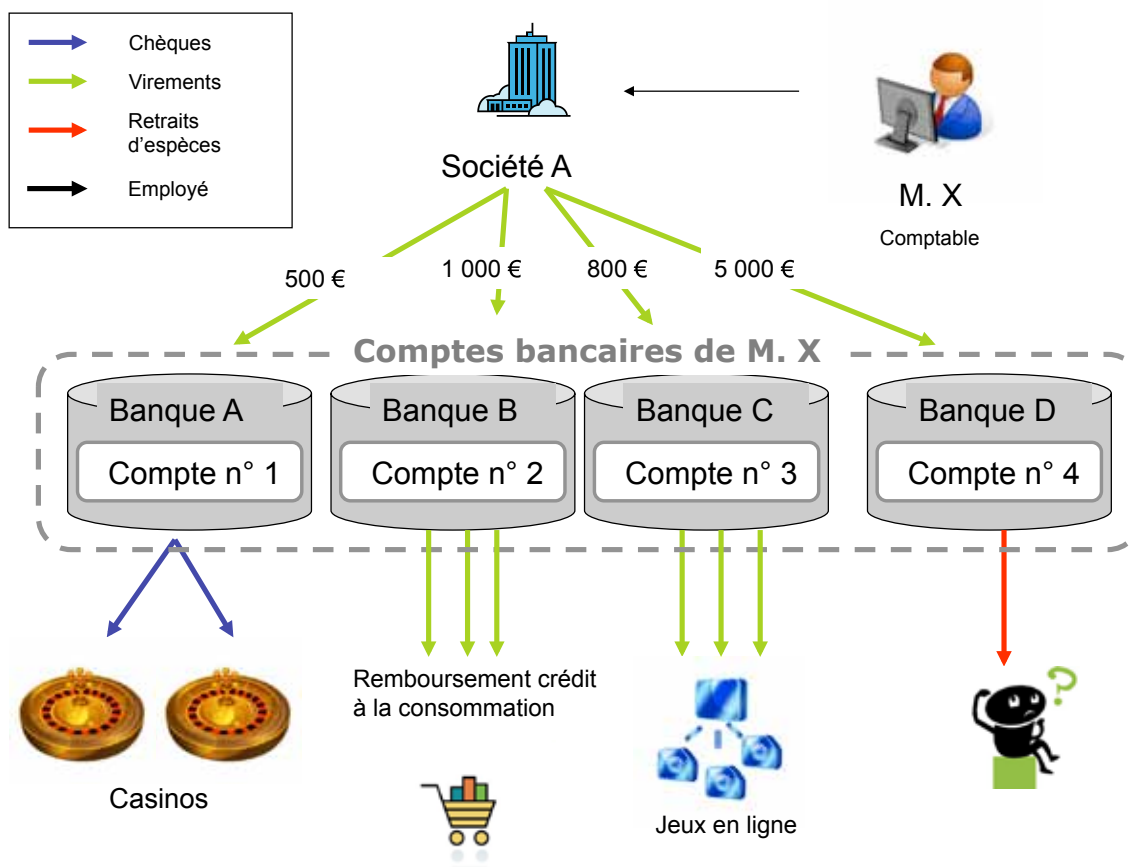 Chèques
Virements
Retraits
d'espèces
Employé
Société A
M. X
Comptable
500 €
1 000 €
800 €
5 000 €
Comptes bancaires de M. X
Banque A
Banque B
Banque C
Banque D
Compte n° 1
Compte n° 2
Compte n° 3
Compte n° 4
Remboursement crédit
à la consommation
Casinos
Jeux en ligne